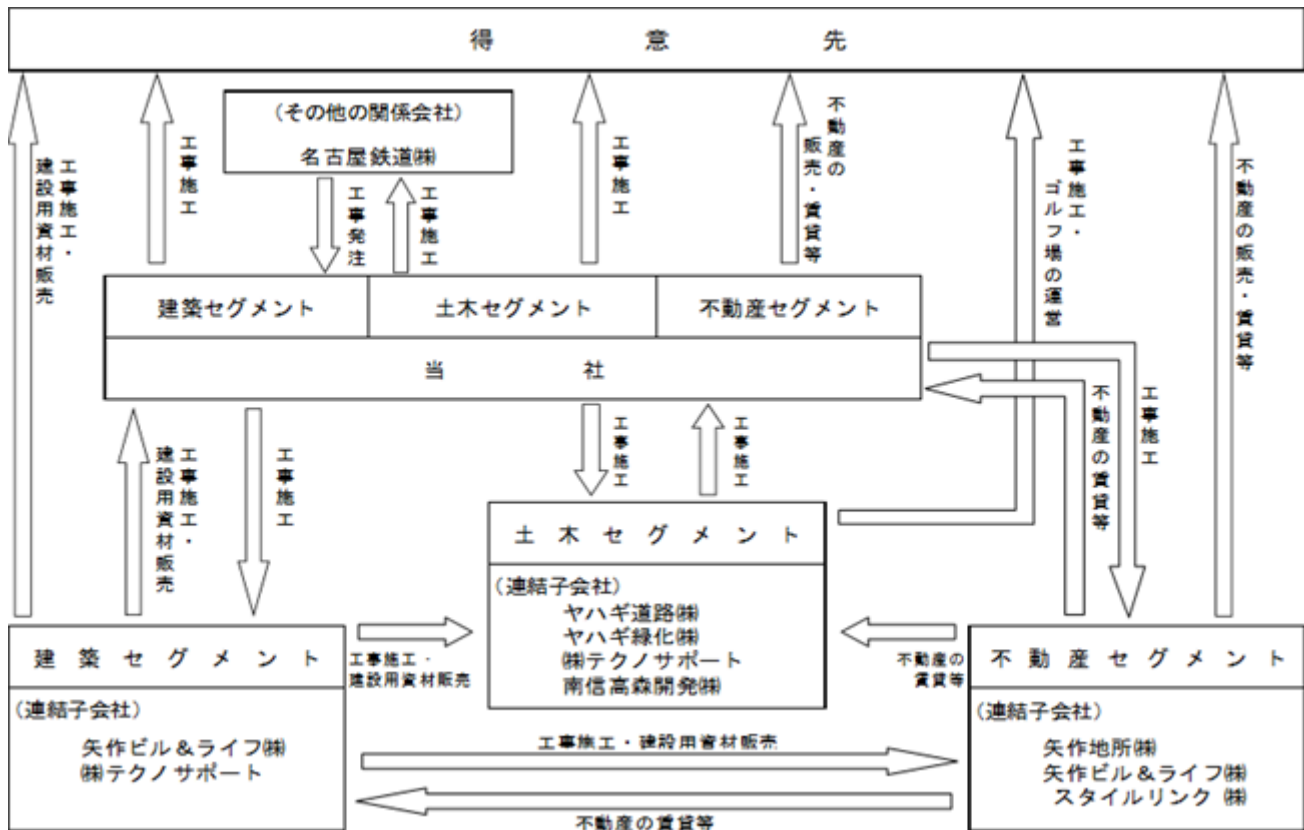 得意先
(その他の関係会社)
名古屋鉄道㈱
工事施工・
建設用資材販売
工事施工
工事発注
工事施工
工事施工
不動産の
販売・賃貸等
工事施工・
ゴルフ場の運営
不動産の販売・賃貸等
建築セグメント
土木セグメント
不動産セグメント
当社
工事施工・
建設用資材販売
工事施工
工事施工
工事施工
不動産の賃貸等
工事施工
土木セグメント
(連結子会社)
ヤハギ道路㈱
ヤハギ緑化㈱
㈱テクノサポート
南信高森開発㈱
建築セグメント
(連結子会社)
矢作ビル&ライフ㈱
㈱テクノサポート
工事施工・
建設用資材販売
不動産の
賃貸等
不動産セグメント
(連結子会社)
矢作地所㈱
矢作ビル&ライフ㈱
スタイルリンク ㈱
工事施工・建設用資材販売
不動産の賃貸等